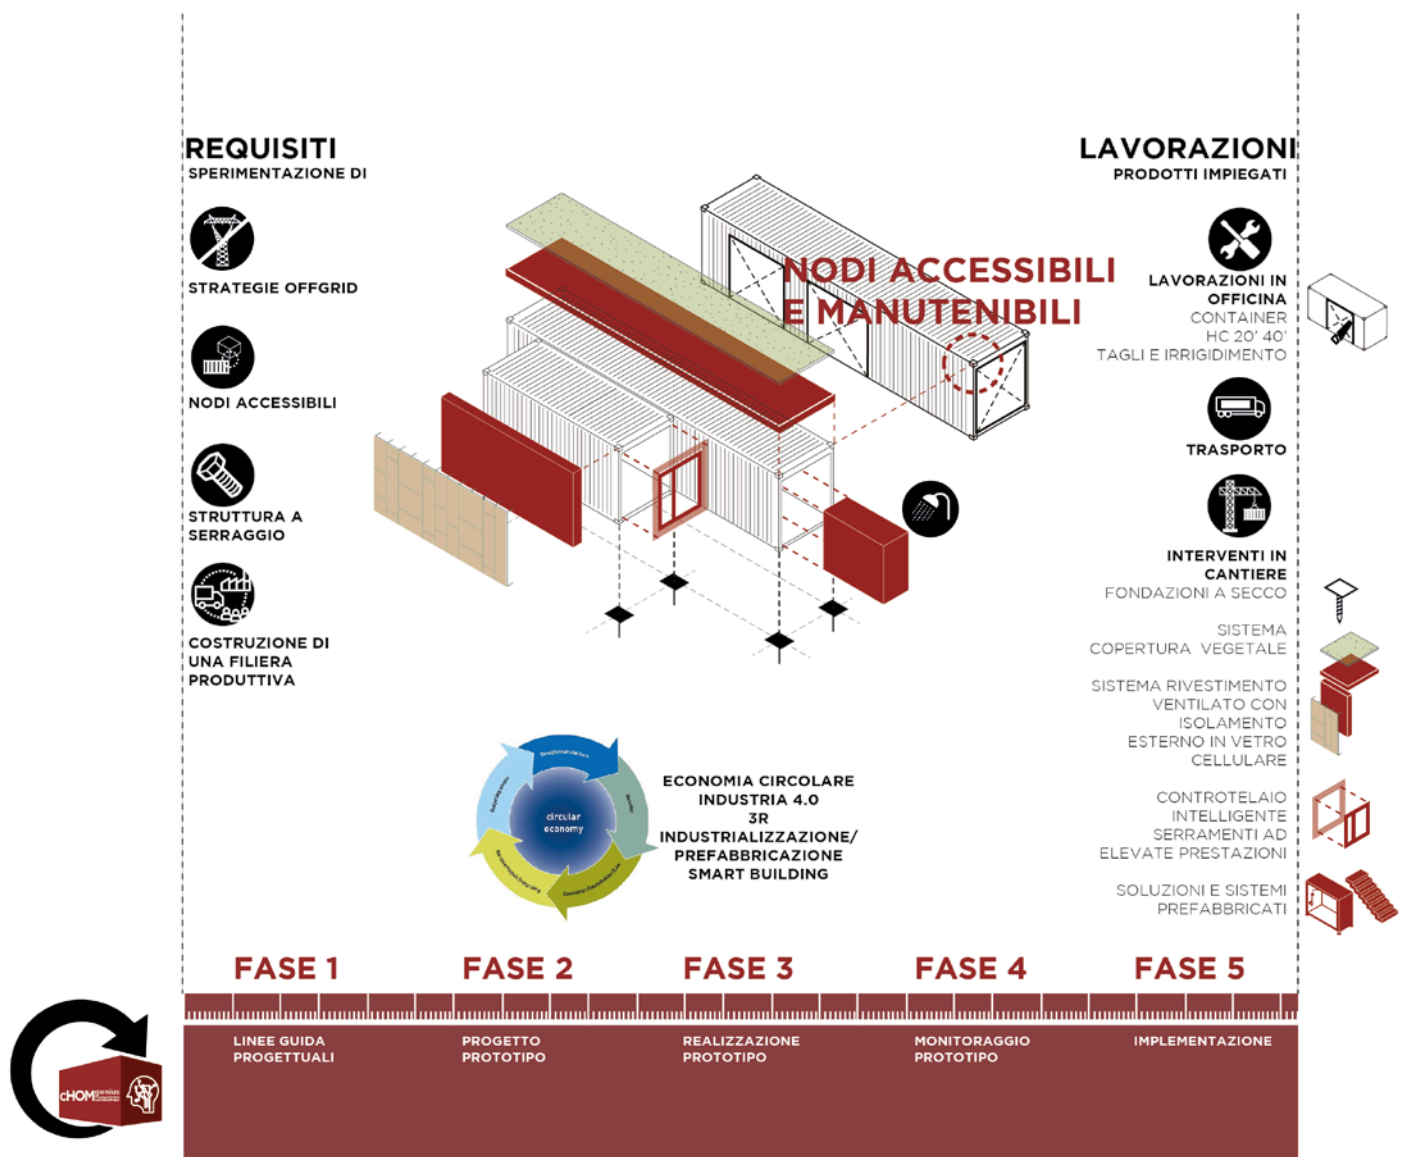 REQUISITI
SPERIMENTAZIONE DI
STRATEGIE OFFGRID
NODI ACCESSIBILI
STRUTTURA A
SERRAGGIO
COSTRUZIONE DI
UNA FILIERA
PRODUTTIVA
NODI ACCESSIBILI
E MANUTENIBILI
LAVORAZIONI
PRODOTTI IMPIEGATI
LAVORAZIONI IN
OFFICINA
CONTAINER
HC 20' 40'
TAGLI E IRRIGIDIMENTO
TRASPORTO
INTERVENTI IN
CANTIERE
FONDAZIONI A SECCO
SISTEMA
COPERTURA VEGETALE
SISTEMA RIVESTIMENTO
VENTILATO CON
ISOLAMENTO
ESTERNO IN VETRO
CELLULARE
CONTROTELAIO
INTELLIGENTE
SERRAMENTI AD
ELEVATE PRESTAZIONI
SOLUZIONI E SISTEMI
PREFABBRICATI
circular
economy
ECONOMIA CIRCOLARE
INDUSTRIA 4.0
3R
INDUSTRIALIZZAZIONE/
PREFABBRICAZIONE
SMART BUILDING
FASE 1
FASE 2
FASE 3
FASE 4
FASE 5
LINEE GUIDA
PROGETTUALI
PROGETTO
PROTOTIPO
REALIZZAZIONE
PROTOTIPO
MONITORAGGIO
PROTOTIPO
IMPLEMENTAZIONE
cHOMgenius